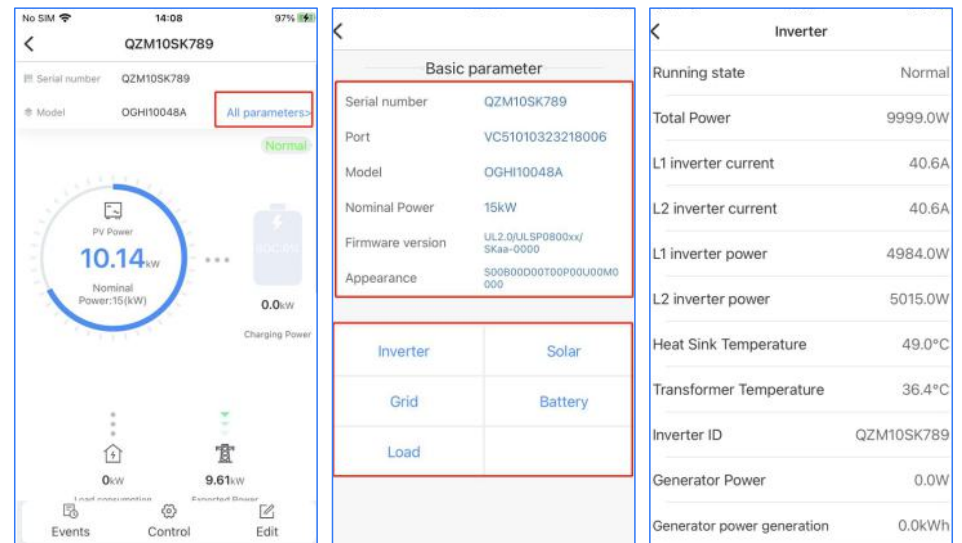 No SIM 14:08 97%
QZM10SK789
Serial number QZM10SK789
Model OGHI10048A All parameters>
Normal
PV Power
10.14kW
Nominal
Power:15(kW)
0.0kW
Charging Power
0kW 9.61kW
Load consumption Exported Power
Events Control Edit
Basic parameter
Serial number QZM10SK789
Port VC51010323218006
Model OGHI10048A
Nominal Power 15kW
Firmware version UL2.0/ULSP0800xx/
SKaa-0000
Appearance S00B00D00T00P00U00M0
000
Inverter Solar
Grid Battery
Load
Inverter
Running state Normal
Total Power 9999.0W
L1 inverter current 40.6A
L2 inverter current 40.6A
L1 inverter power 4984.0W
L2 inverter power 5015.0W
Heat Sink Temperature 49.0°C
Transformer Temperature 36.4°C
Inverter ID QZM10SK789
Generator Power 0.0W
Generator power generation 0.0kWh